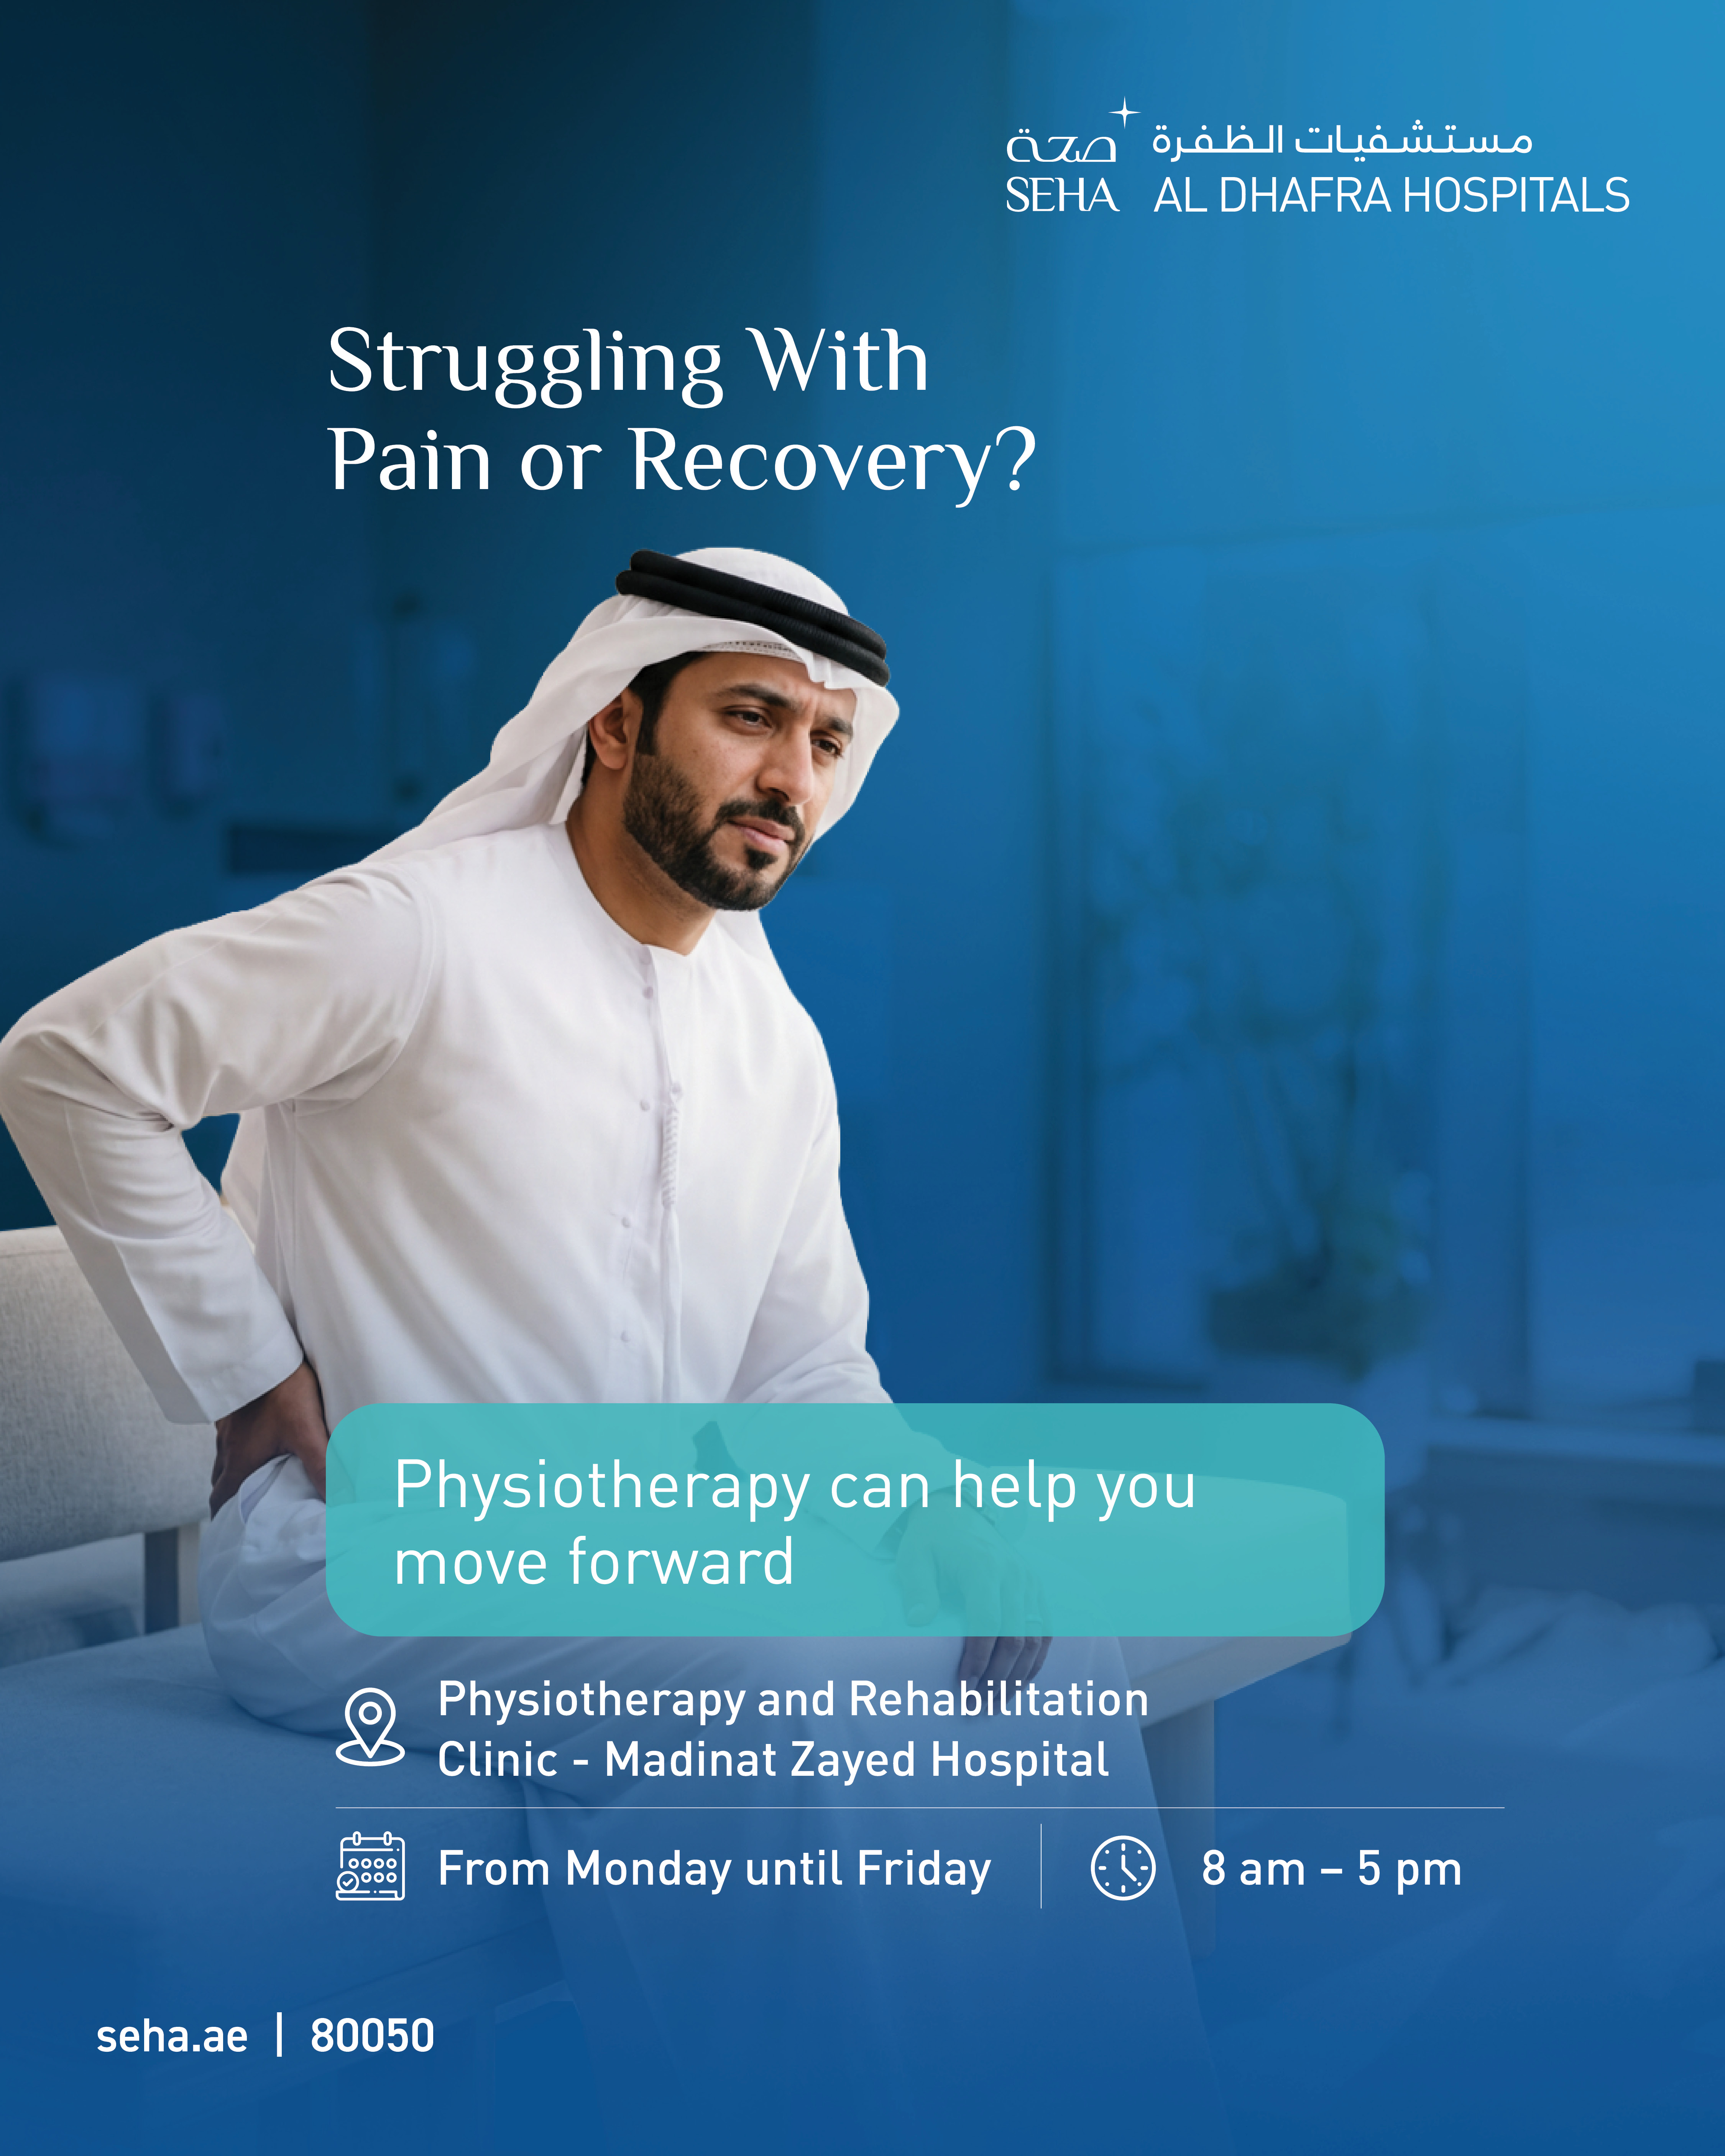 صحة
مستشفيات الظفرة
SEHA
AL DHAFRA HOSPITALS
Struggling With
Pain or Recovery?
Physiotherapy can help you
move forward
Physiotherapy and Rehabilitation
Clinic - Madinat Zayed Hospital
From Monday until Friday
8 am – 5 pm
seha.ae | 80050